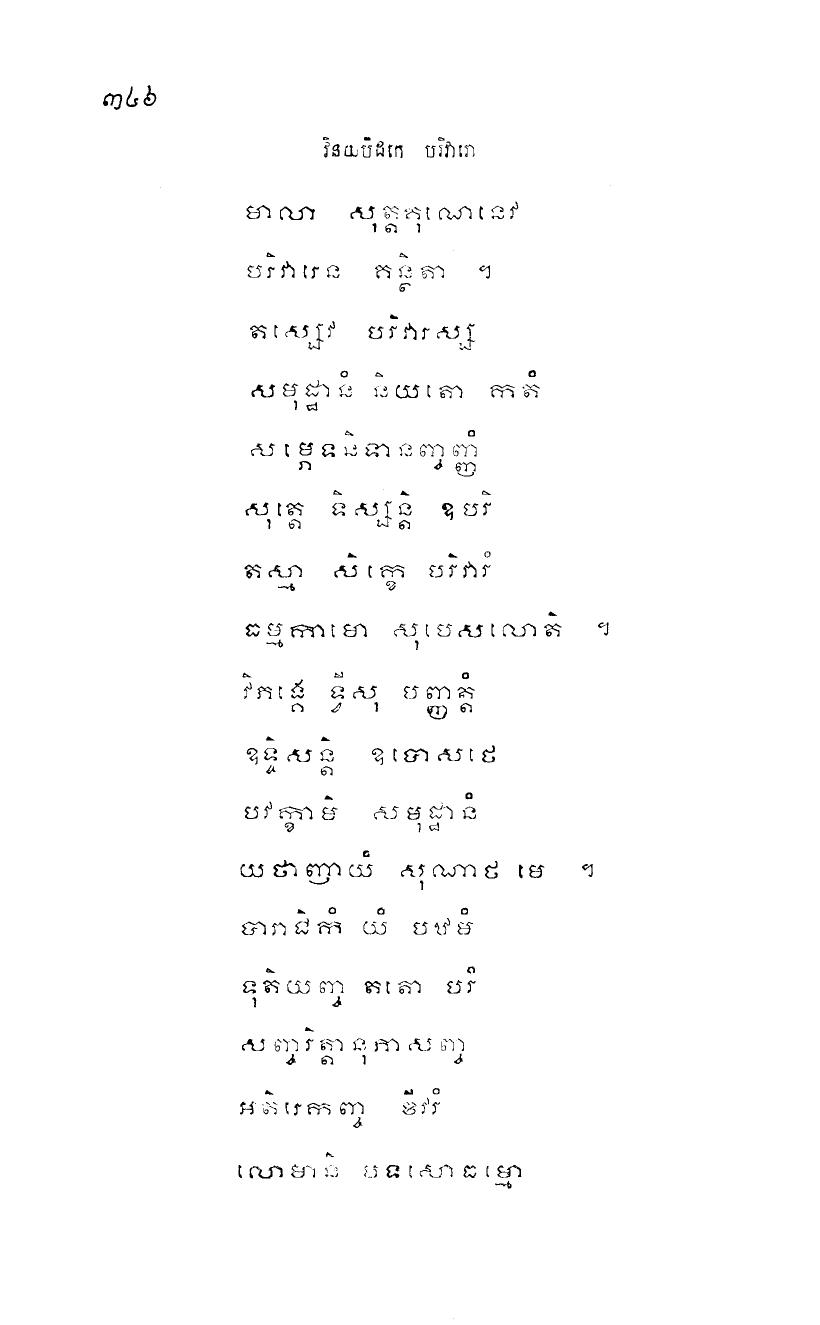 ៣៤៦
វិនយបិដកេ បរិវារោ
មាលា សុត្តគុណេនេវ
បរិវារេន គន្ថិតា ។
តស្សេវ បរិវារស្ស
សមុដ្ឋានំ និយតោ កតំ
សម្ភេទនិទានញ្ចញ្ញំ
សុត្តេ ទិស្សន្តិ ឧបរិ
តស្មា សិក្ខេ បរិវារំ
ធម្មកាមោ សុបេសលោតិ ។
វិភង្គេ ទ្វីសុ បញ្ញត្តំ
ឧទ្ទិសន្តិ ឧបោសថេ
បវក្ខាមិ សមុដ្ឋានំ
យថាញាយំ សុណាថ មេ ។
បារាជិកំ យំ បឋមំ
ទុតិយញ្ច តតោ បរំ
សញ្ចរិត្តានុភាសញ្ច
អតិរេកញ្ច ចីវរំ
លោមានិ បទសោធម្មោ